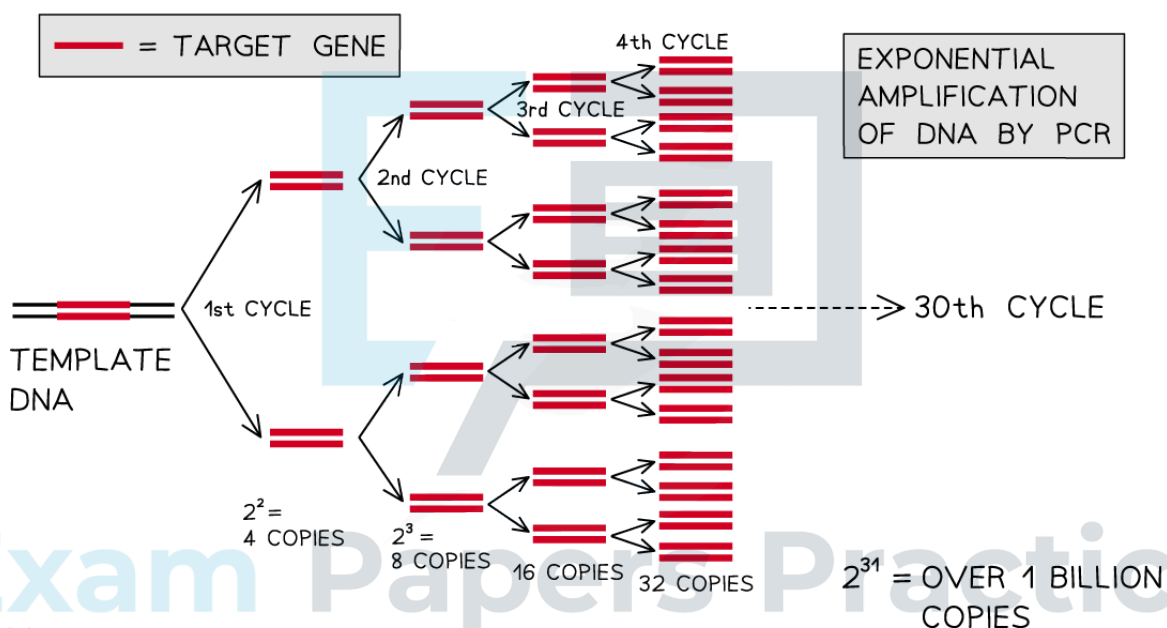 = TARGET GENE
4th CYCLE
EXPONENTIAL
AMPLIFICATION
OF DNA BY PCR
3rd CYCLE
2nd CYCLE
1st CYCLE
30th CYCLE
TEMPLATE
DNA
2² =
4 COPIES
2³ =
8 COPIES
16 COPIES
32 COPIES
2³¹ = OVER 1 BILLION
COPIES
Exam Papers Practic